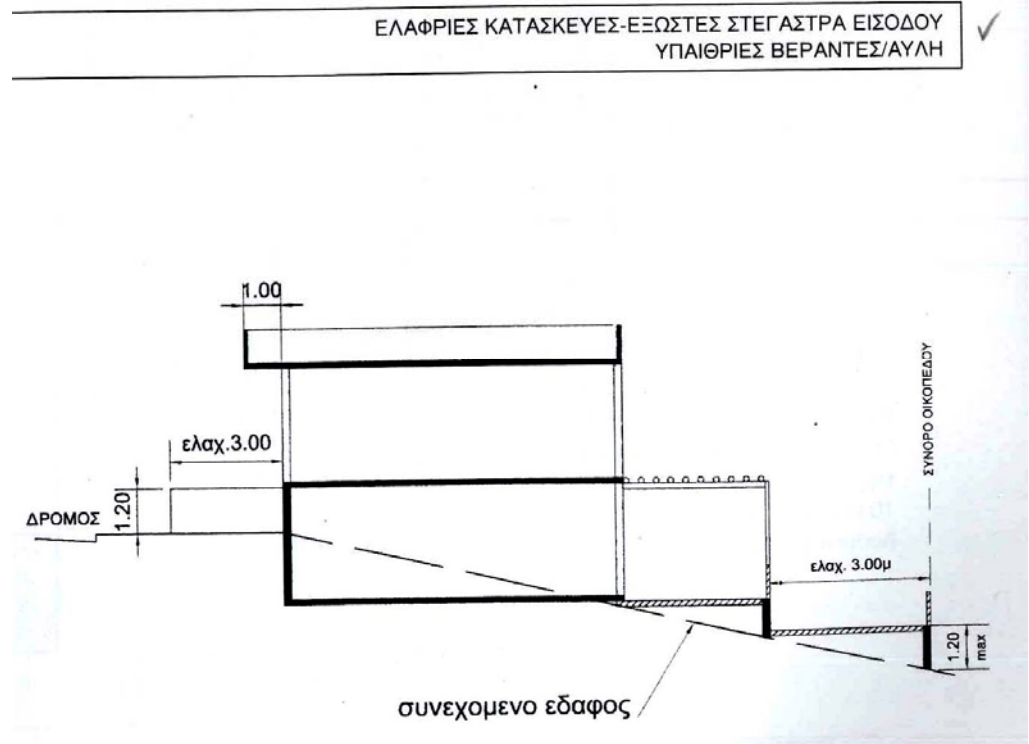 ΕΛΑΦΡΙΕΣ ΚΑΤΑΣΚΕΥΕΣ-ΕΞΩΣΤΕΣ ΣΤΕΓΑΣΤΡΑ ΕΙΣΟΔΟΥ
ΥΠΑΙΘΡΙΕΣ ΒΕΡΑΝΤΕΣ/ΑΥΛΗ
1.00
ελαχ.3.00
1.20
ΔΡΟΜΟΣ
ΣΥΝΟΡΟ ΟΙΚΟΠΕΔΟΥ
ελαχ. 3.00μ
1.20
max
συνεχομενο εδαφος